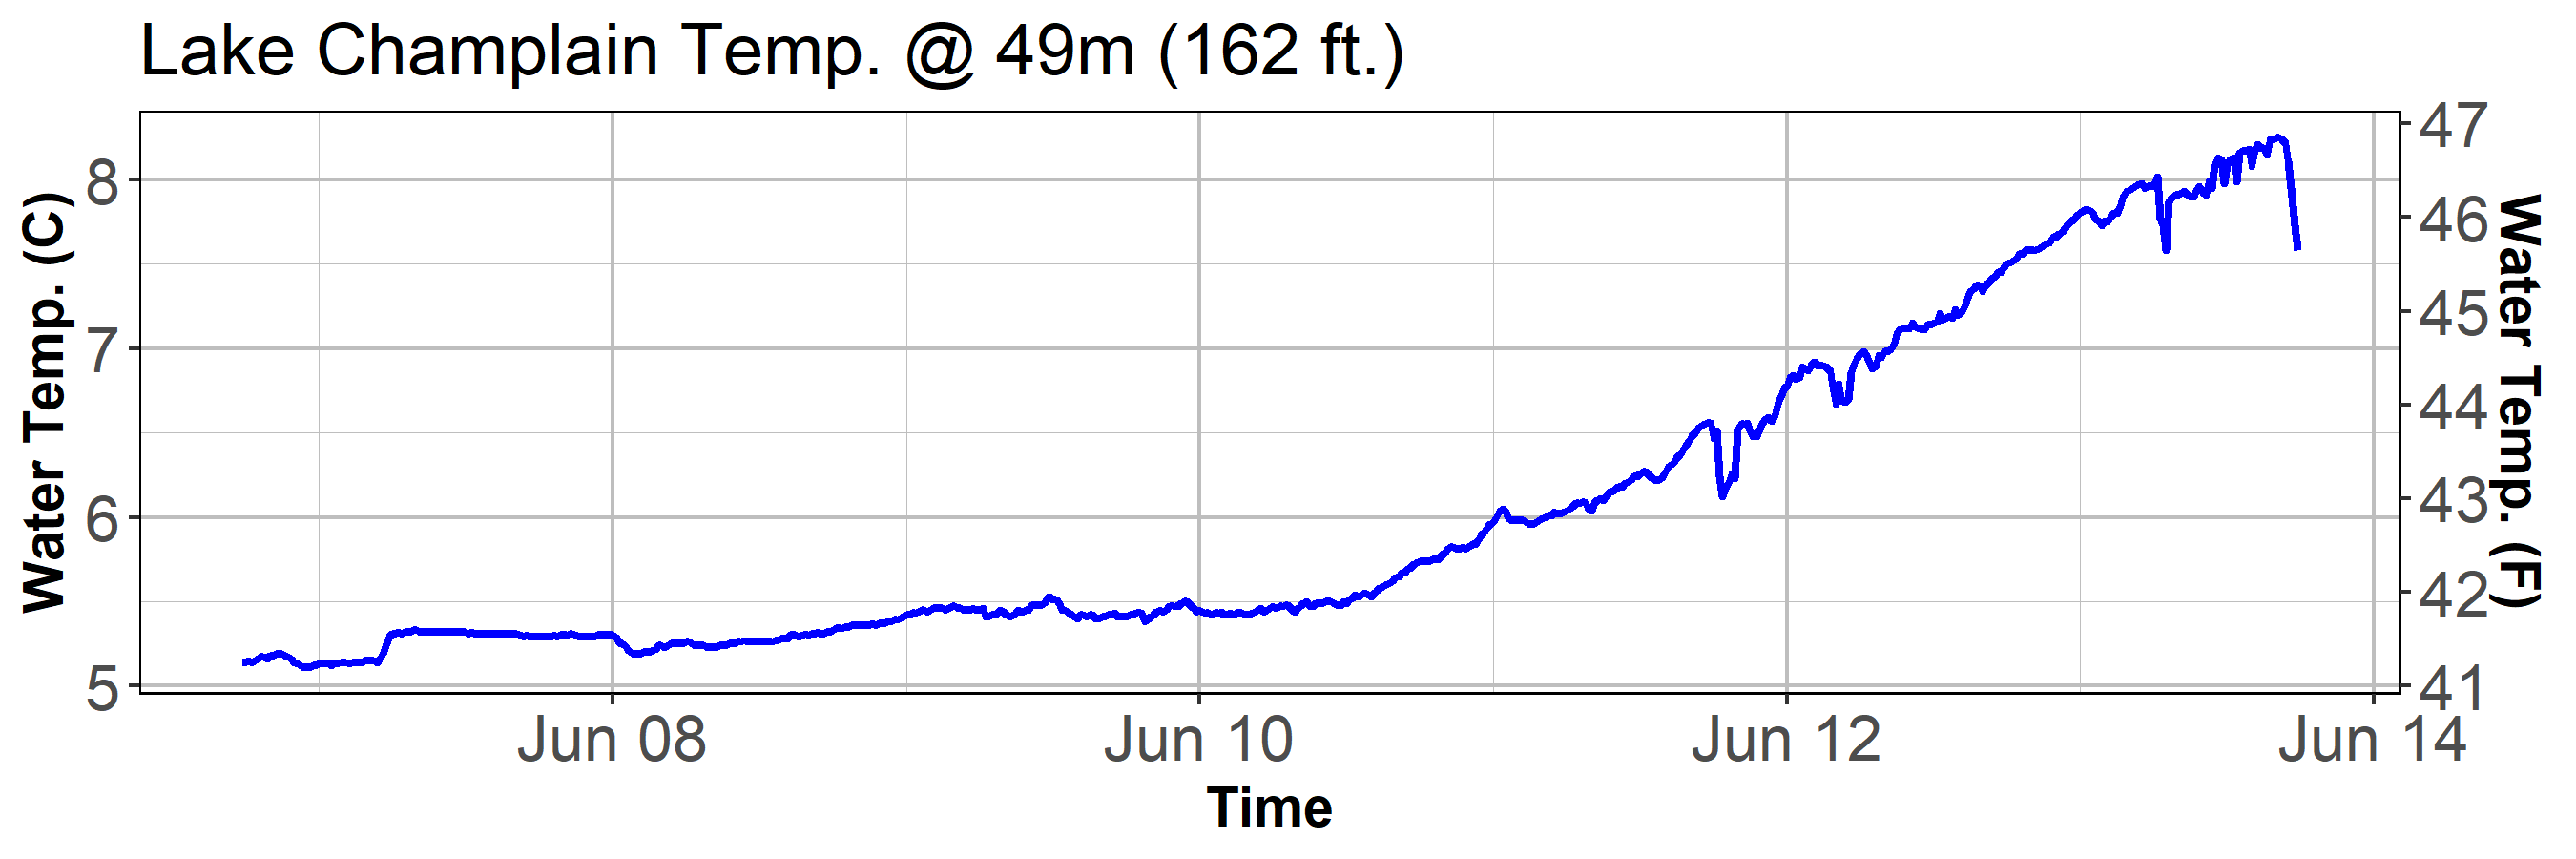 Lake Champlain Temp. @ 49m (162 ft.)
Water Temp. (C)
8
7
6
5
47
46
45
44
43
42
41
Water Temp. (F)
Jun 08 Jun 10 Jun 12 Jun 14
Time